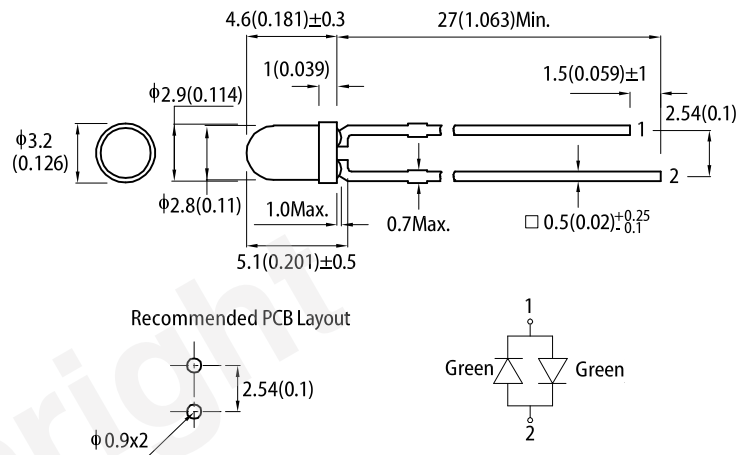 4.6(0.181)±0.3
27(1.063)Min.
1(0.039)
1.5(0.059)±1
ϕ2.9(0.114)
2.54(0.1)
ϕ3.2
(0.126)
1
2
ϕ2.8(0.11)
1.0Max.
0.7Max.
□ 0.5(0.02)+0.25
-0.1
5.1(0.201)±0.5
Recommended PCB Layout
2.54(0.1)
ϕ0.9x2
1
Green
Green
2
erright